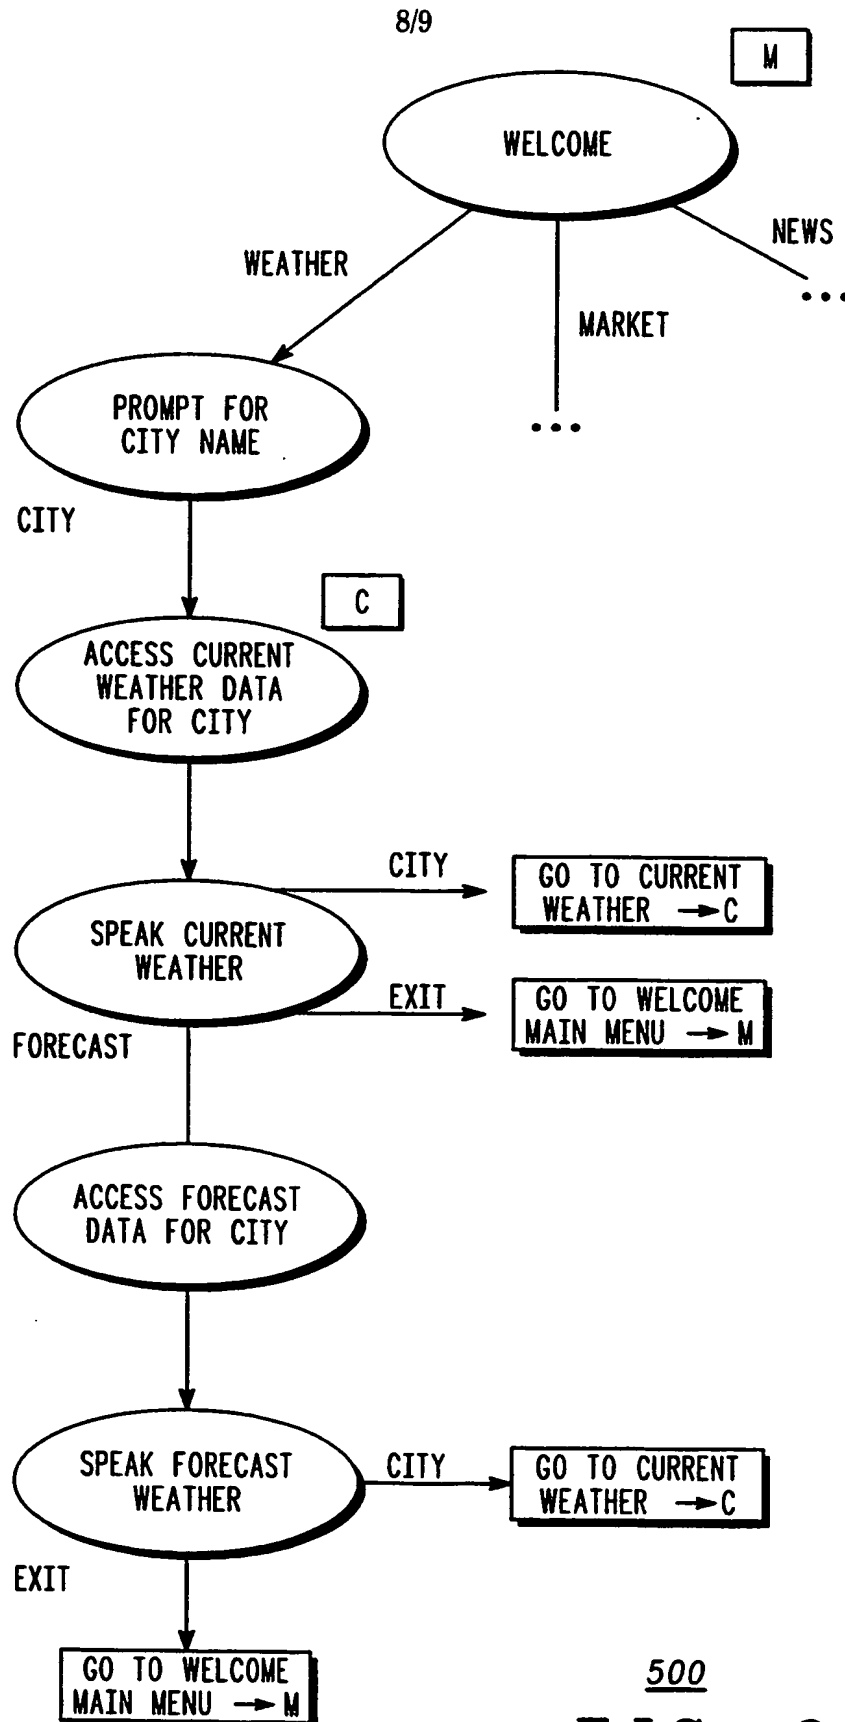 8/9
M
WELCOME
NEWS
WEATHER
MARKET
...
...
PROMPT FOR
CITY NAME
CITY
C
ACCESS CURRENT
WEATHER DATA
FOR CITY
CITY
GO TO CURRENT
WEATHER → C
SPEAK CURRENT
WEATHER
EXIT
GO TO WELCOME
MAIN MENU → M
FORECAST
ACCESS FORECAST
DATA FOR CITY
SPEAK FORECAST
WEATHER
CITY
GO TO CURRENT
WEATHER → C
EXIT
GO TO WELCOME
MAIN MENU → M
500